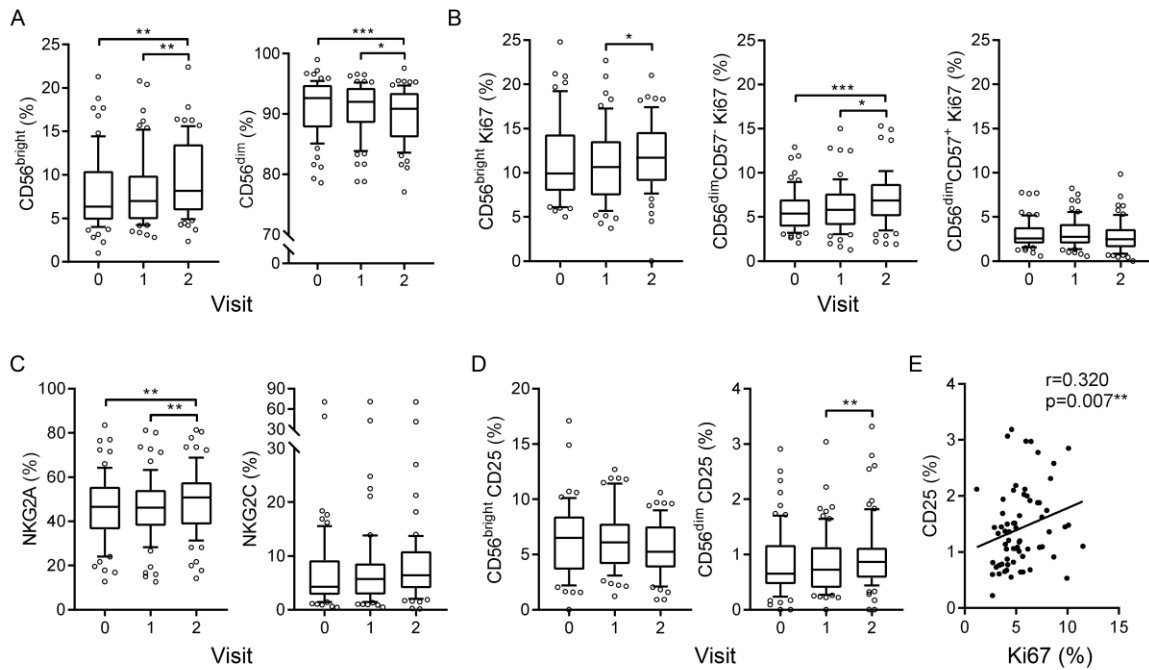 A
CD56bright (%)
25
20
15
10
5
0
** 
**
0 1 2
CD56dim (%)
100
90
80
70
0
***
*
0 1 2
Visit
B
CD56bright Ki67 (%)
25
20
15
10
5
0
*
0 1 2
CD56dimCD57- Ki67 (%)
25
20
15
10
5
0
***
*
0 1 2
CD56dimCD57+ Ki67 (%)
25
20
15
10
5
0
0 1 2
Visit
C
NKG2A (%)
100
80
60
40
20
0
**
**
0 1 2
NKG2C (%)
90
70
50
30
20
10
0
0 1 2
Visit
D
CD56bright CD25 (%)
20
15
10
5
0
0 1 2
CD56dim CD25 (%)
4
3
2
1
0
**
0 1 2
Visit
E
r=0.320
p=0.007**
CD25 (%)
4
3
2
1
0
0 5 10 15
Ki67 (%)